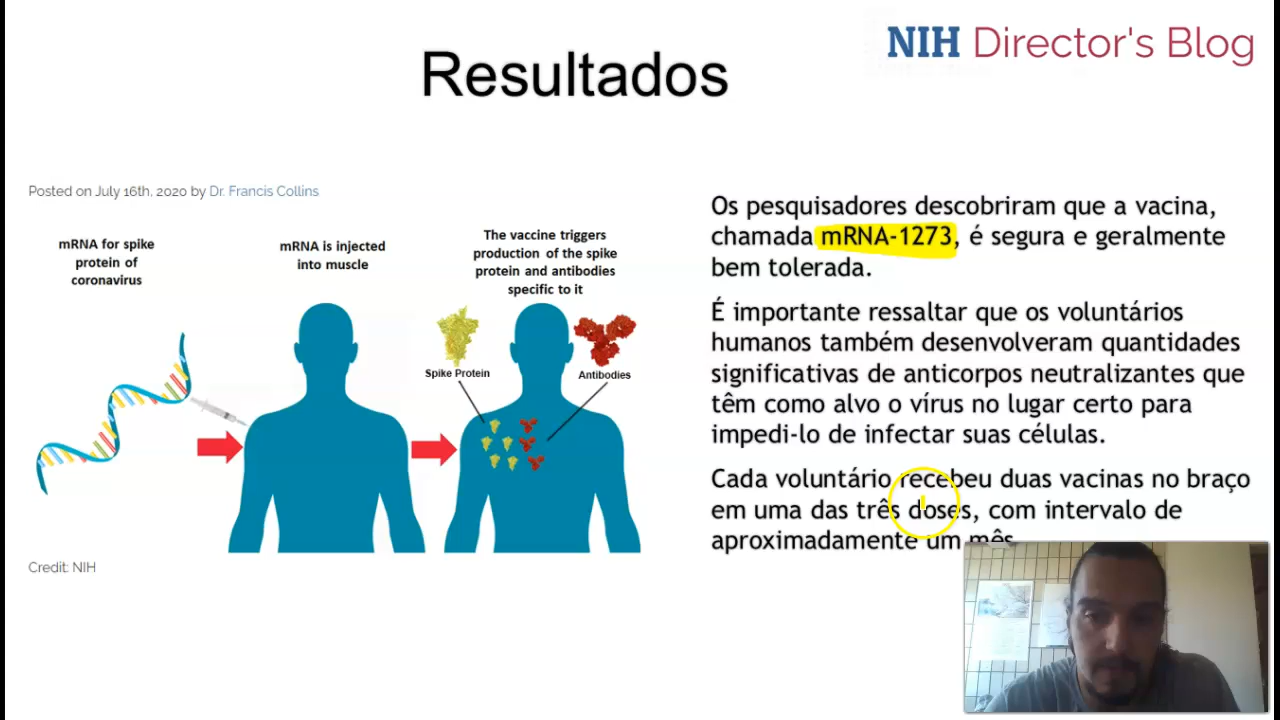 NIH Director's Blog
Resultados
Posted on July 16th, 2020 by Dr. Francis Collins
mRNA for spike
protein of
coronavirus
mRNA is injected
into muscle
The vaccine triggers
production of the spike
protein and antibodies
specific to it
Spike Protein
Antibodies
Credit: NIH
Os pesquisadores descobriram que a vacina,
chamada mRNA-1273, é segura e geralmente
bem tolerada.
É importante ressaltar que os voluntários
humanos também desenvolveram quantidades
significativas de anticorpos neutralizantes que
têm como alvo o vírus no lugar certo para
impedi-lo de infectar suas células.
Cada voluntário recebeu duas vacinas no braço
em uma das três doses, com intervalo de
aproximadamente um mês